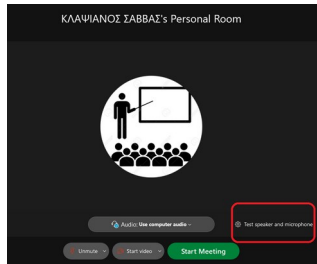 ΚΛΑΨΙΑΝΟΣ ΣΑΒΒΑΣ's Personal Room
Audio: Use computer audio
Test speaker and microphone
Unmute
Start video
Start Meeting